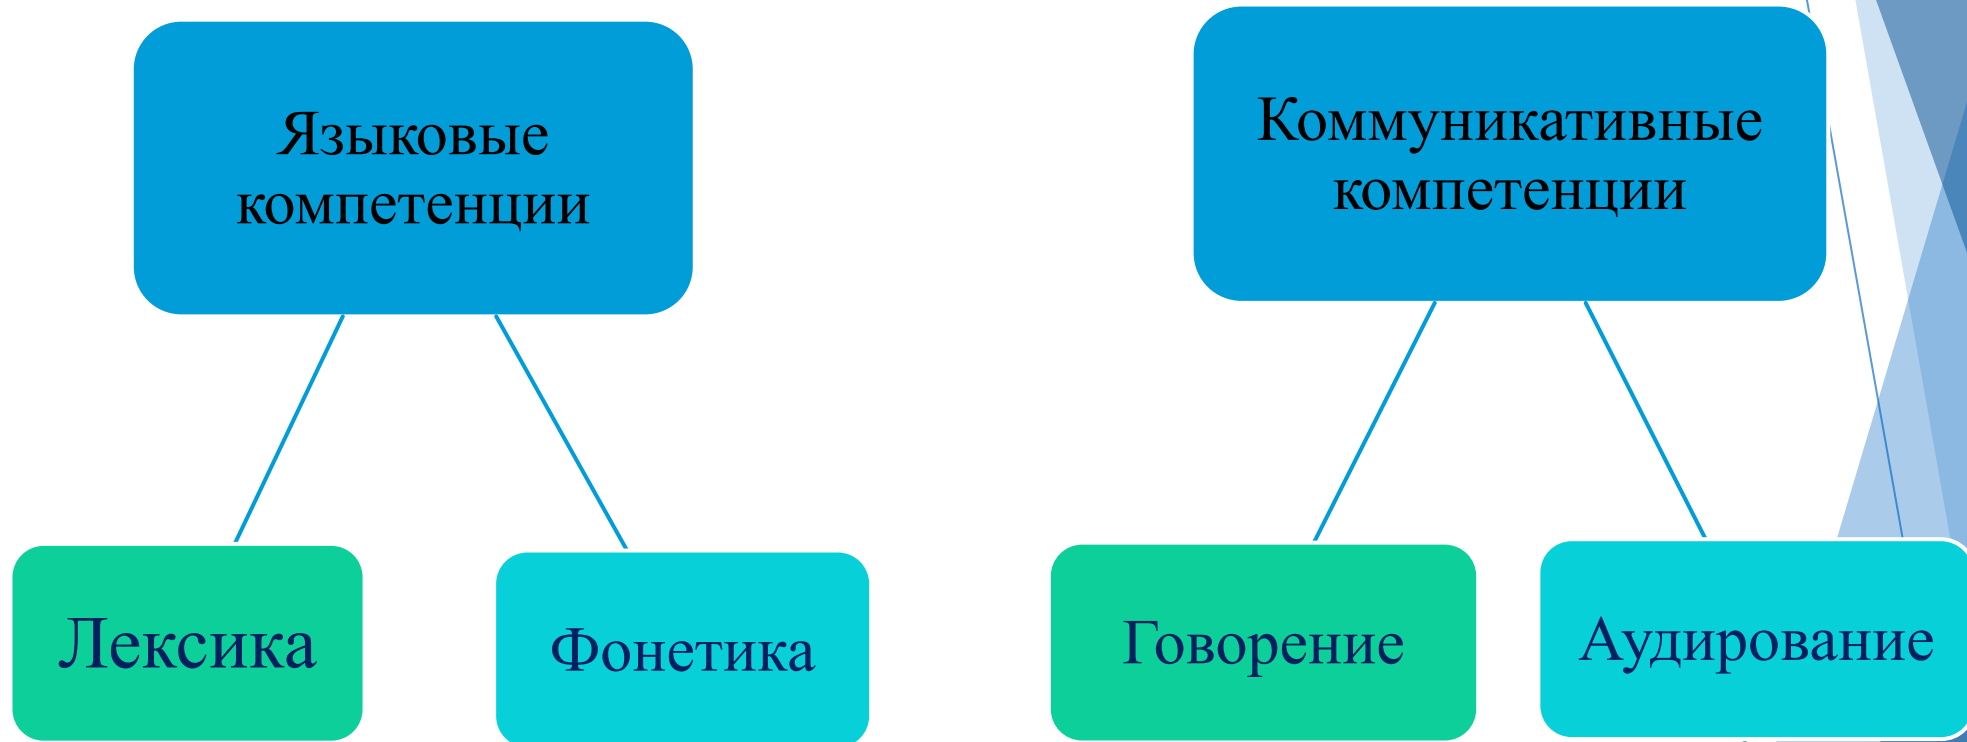 Языковые
компетенции
Коммуникативные
компетенции
Лексика
Фонетика
Говорение
Аудирование